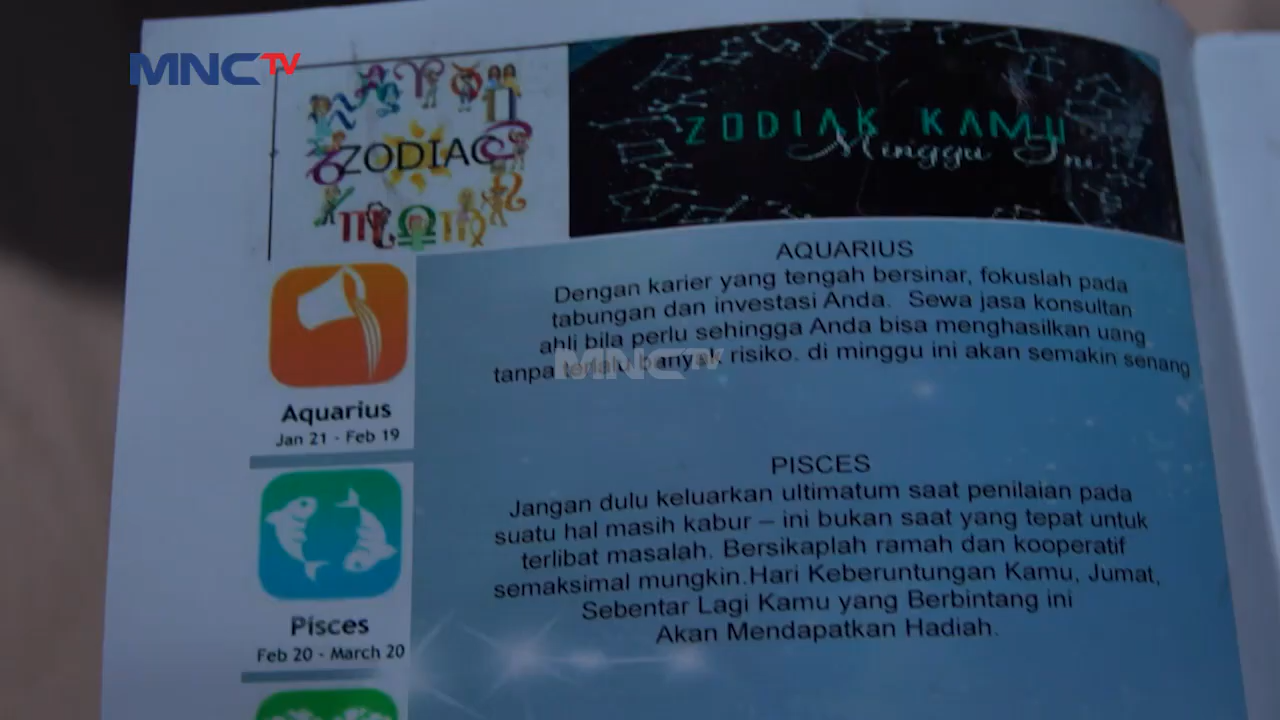 MNCTV
ZODIAC
ZODIAK KAMU
Minggu Ini
AQUARIUS
Dengan karier yang tengah bersinar, fokuslah pada
tabungan dan investasi Anda. Sewa jasa konsultan
ahli bila perlu sehingga Anda bisa menghasilkan uang
tanpa terlalu banyak risiko. di minggu ini akan semakin senang
MNCTV
Aquarius
Jan 21 - Feb 19
PISCES
Jangan dulu keluarkan ultimatum saat penilaian pada
suatu hal masih kabur – ini bukan saat yang tepat untuk
terlibat masalah. Bersikaplah ramah dan kooperatif
semaksimal mungkin.Hari Keberuntungan Kamu, Jumat,
Sebentar Lagi Kamu yang Berbintang ini
Akan Mendapatkan Hadiah.
Pisces
Feb 20 - March 20